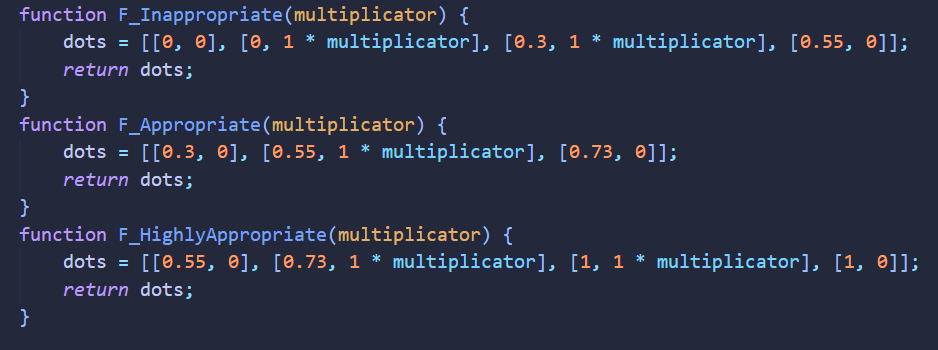 function F_Inappropriate(multiplicator) {
    dots = [[0, 0], [0, 1 * multiplicator], [0.3, 1 * multiplicator], [0.55, 0]];
    return dots;
}
function F_Appropriate(multiplicator) {
    dots = [[0.3, 0], [0.55, 1 * multiplicator], [0.73, 0]];
    return dots;
}
function F_HighlyAppropriate(multiplicator) {
    dots = [[0.55, 0], [0.73, 1 * multiplicator], [1, 1 * multiplicator], [1, 0]];
    return dots;
}